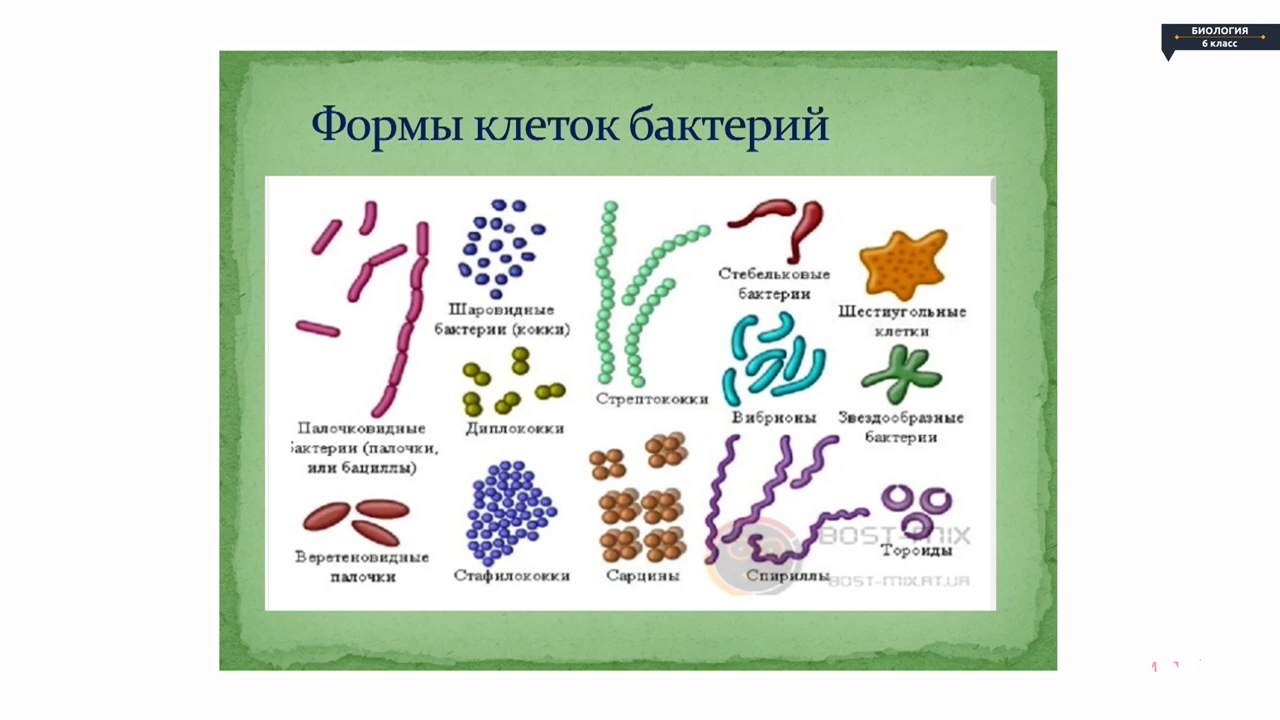 БИОЛОГИЯ
6 класс
Формы клеток бактерий
Палочковидные
бактерии (палочки,
или бациллы)
Веретеновидные
палочки
Шаровидные
бактерии (кокки)
Диплококки
Стафилококки
Стрептококки
Сарцины
Стебельковые
бактерии
Вибрионы
Спириллы
Шестиугольные
клетки
Звездообразные
бактерии
Тороиды
BOST-MIX
BOST-MIX.AT.UA